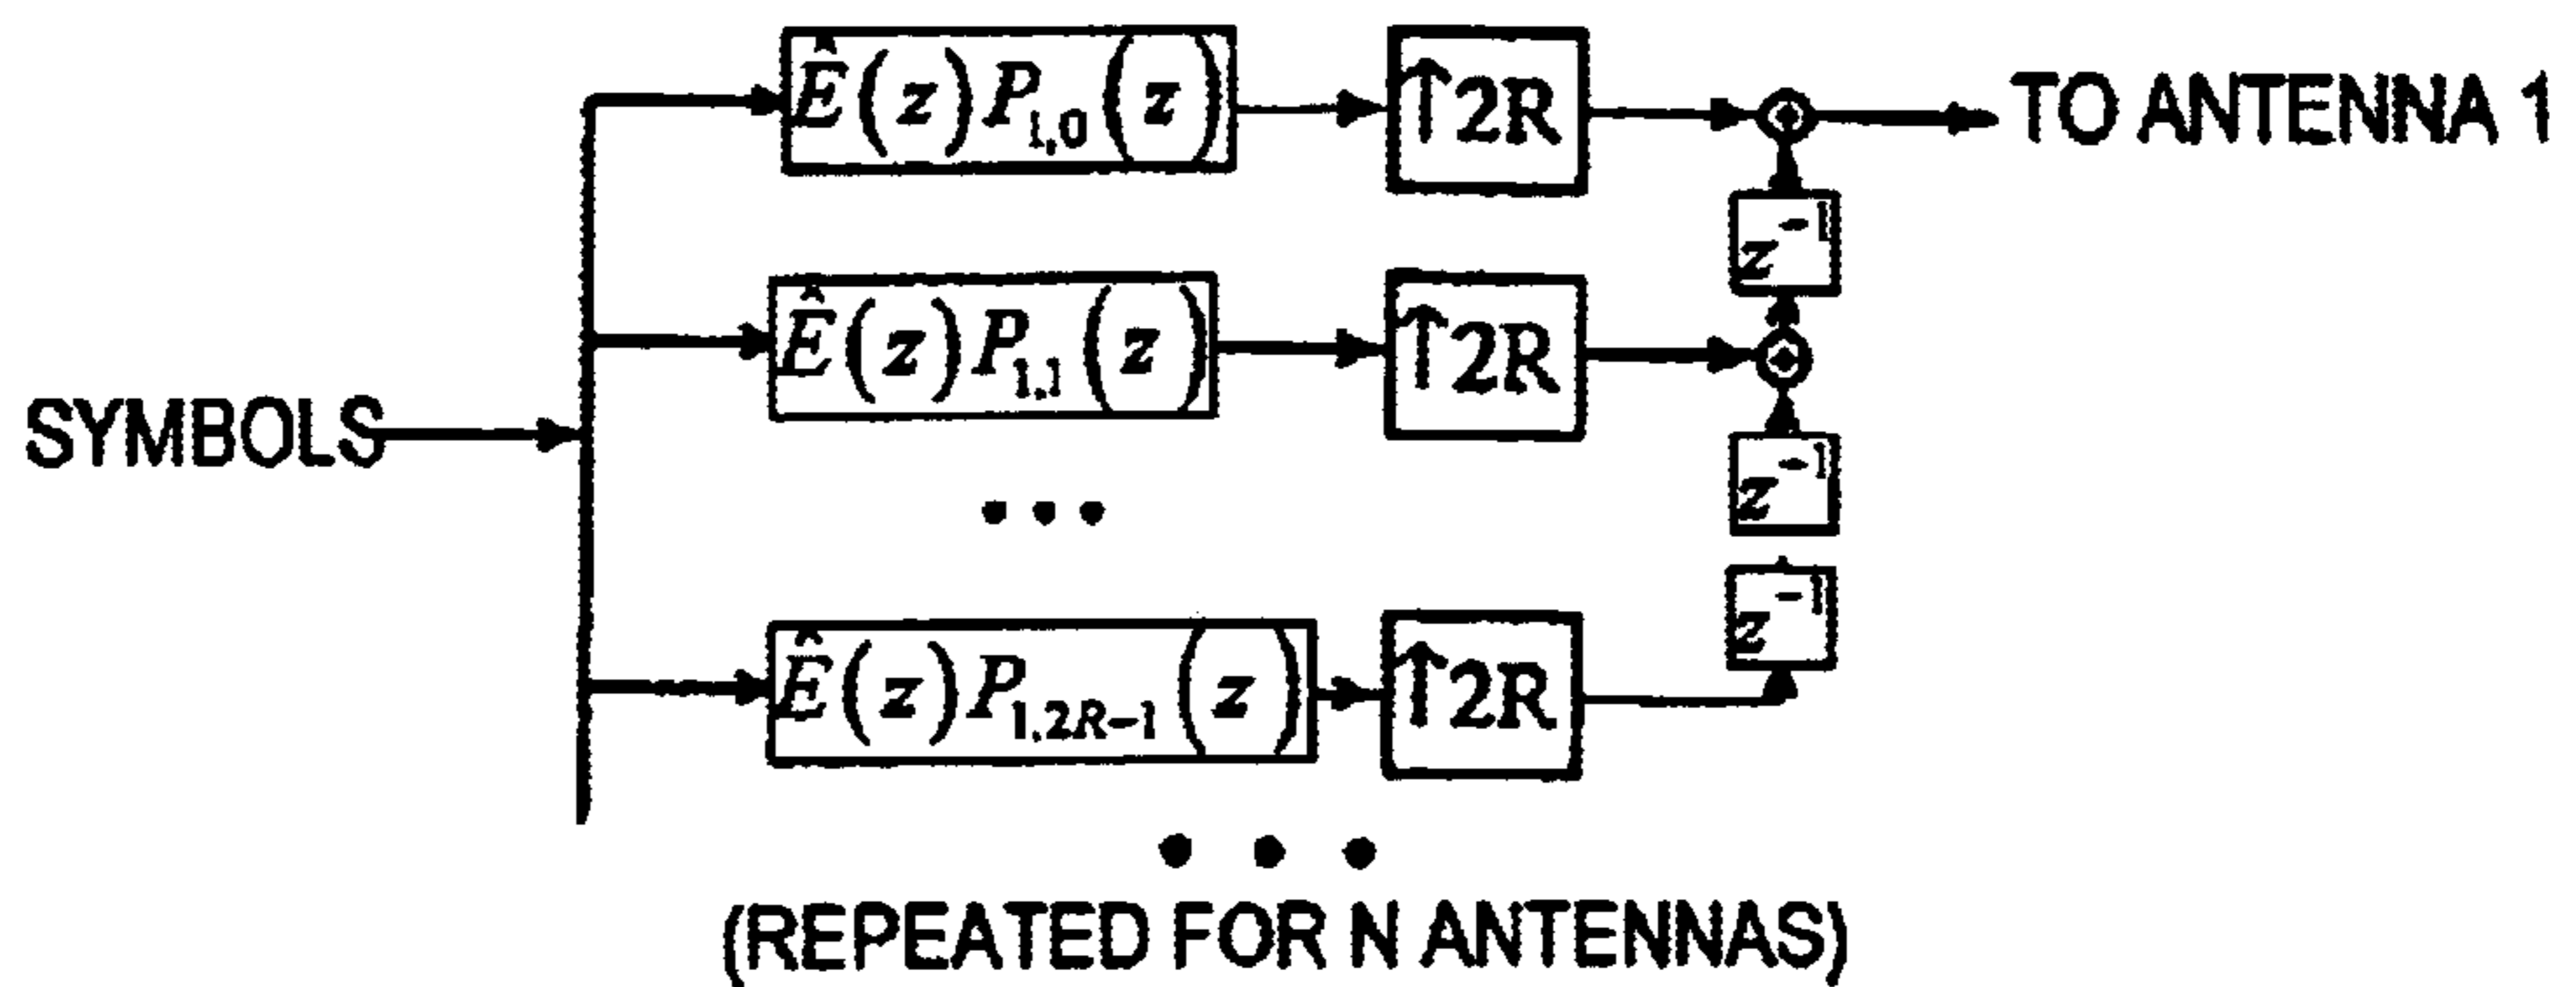 Ê(z)P₁,₀(z) ↑2R TO ANTENNA 1
z⁻¹
Ê(z)P₁,₁(z) ↑2R
SYMBOLS
z⁻¹
• • •
z⁻¹
Ê(z)P₁,₂R₋₁(z) ↑2R
• • •
(REPEATED FOR N ANTENNAS)